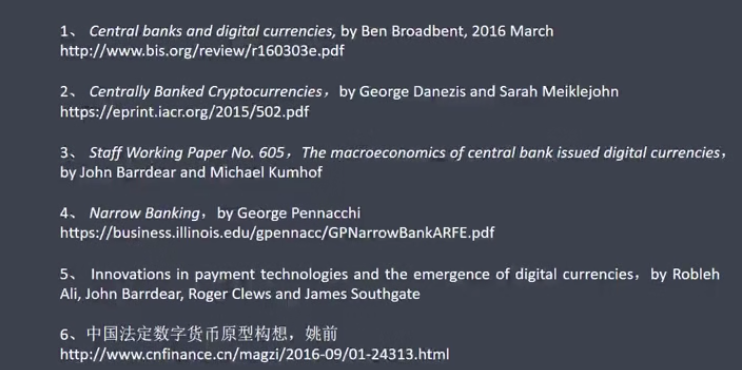 1、 Central banks and digital currencies, by Ben Broadbent, 2016 March
http://www.bis.org/review/r160303e.pdf
2、 Centrally Banked Cryptocurrencies，by George Danezis and Sarah Meiklejohn
https://eprint.iacr.org/2015/502.pdf
3、 Staff Working Paper No. 605，The macroeconomics of central bank issued digital currencies，
by John Barrdear and Michael Kumhof
4、 Narrow Banking，by George Pennacchi
https://business.illinois.edu/gpennacc/GPNarrowBankARFE.pdf
5、 Innovations in payment technologies and the emergence of digital currencies，by Robleh
Ali, John Barrdear, Roger Clews and James Southgate
6、中国法定数字货币原型构想，姚前
http://www.cnfinance.cn/magzi/2016-09/01-24313.html